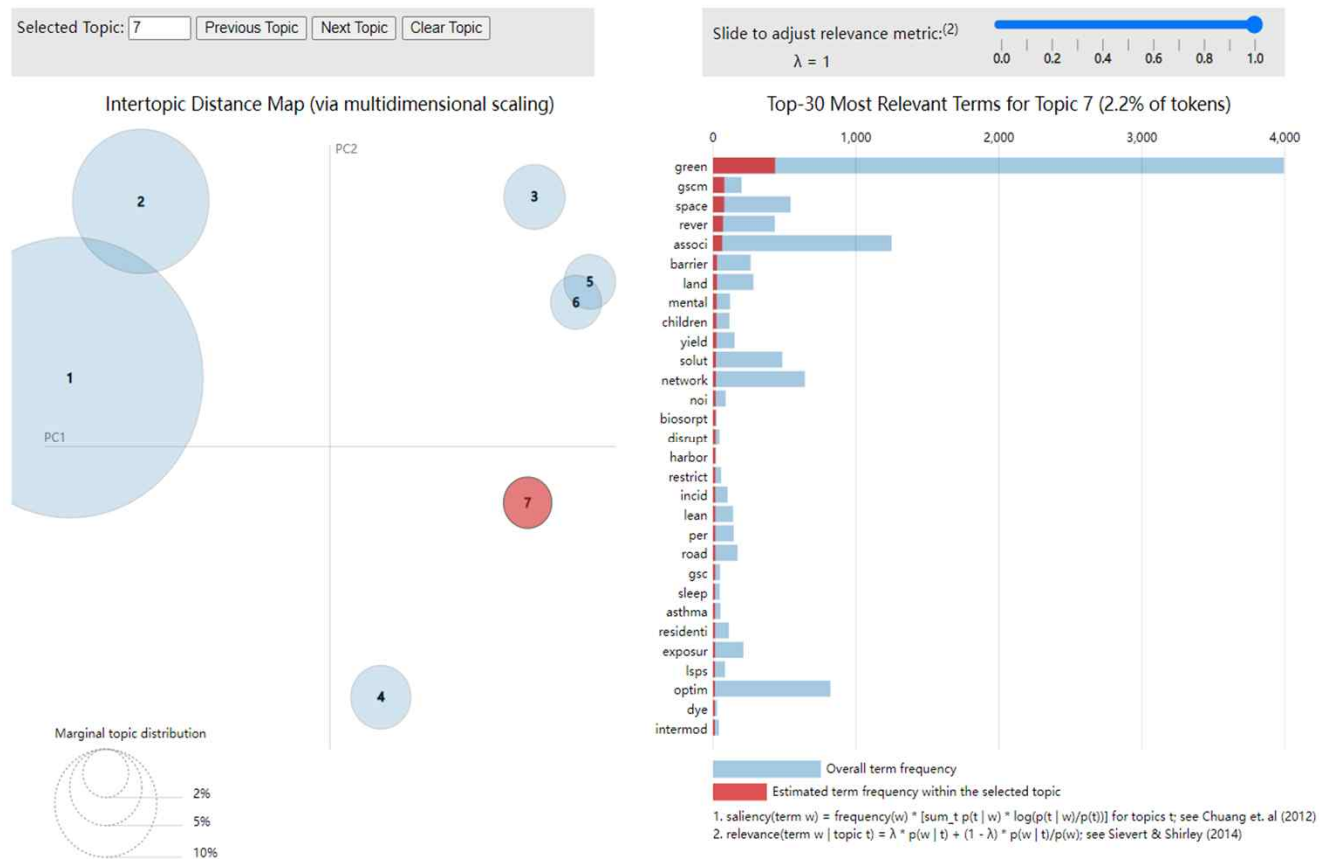 Selected Topic: 7 Previous Topic Next Topic Clear Topic
Slide to adjust relevance metric:(2)
λ = 1
0.0 0.2 0.4 0.6 0.8 1.0
Intertopic Distance Map (via multidimensional scaling)
PC2
PC1
2
3
5
6
1
7
4
Marginal topic distribution
2%
5%
10%
Top-30 Most Relevant Terms for Topic 7 (2.2% of tokens)
0 1,000 2,000 3,000 4,000
green
gscm
space
rever
associ
barrier
land
mental
children
yield
solut
network
noi
biosorpt
disrupt
harbor
restrict
incid
lean
per
road
gsc
sleep
asthma
residenti
exposur
lsps
optim
dye
intermod
Overall term frequency
Estimated term frequency within the selected topic
1. saliency(term w) = frequency(w) * [sum_t p(t | w) * log(p(t | w)/p(t))] for topics t; see Chuang et. al (2012)
2. relevance(term w | topic t) = λ * p(w | t) + (1 - λ) * p(w | t)/p(w); see Sievert & Shirley (2014)